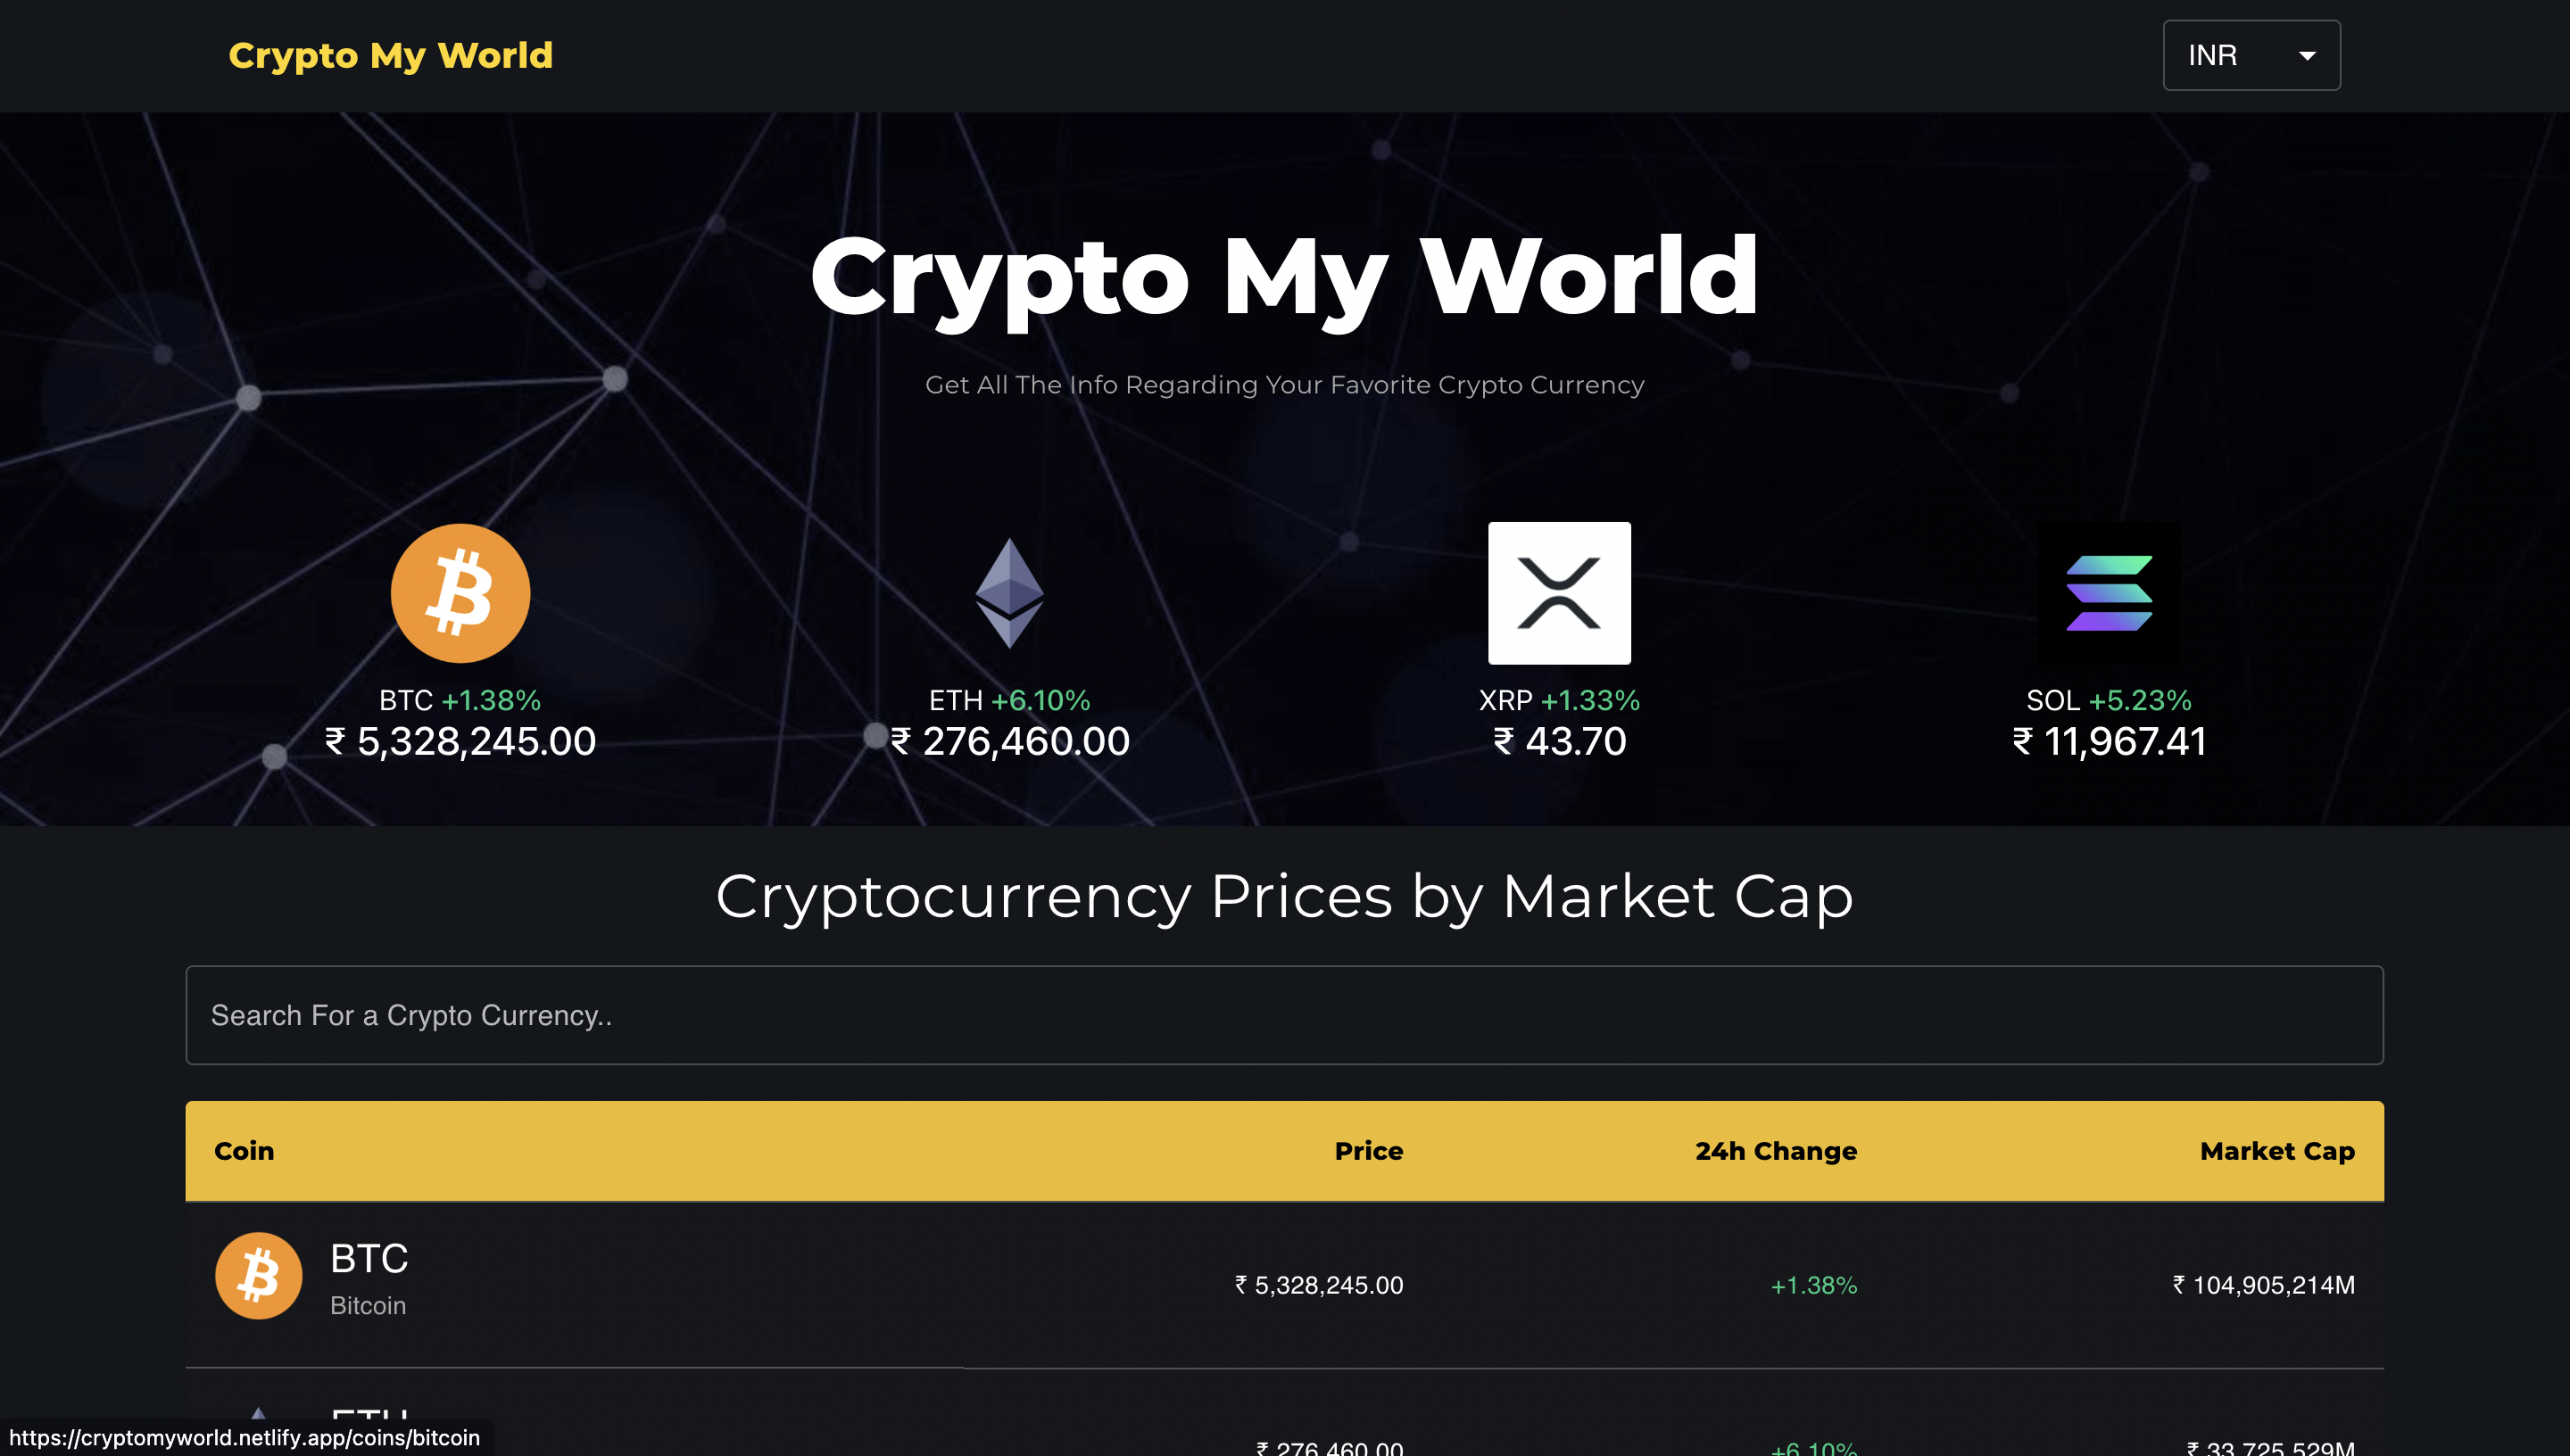 Crypto My World
INR
Crypto My World
Get All The Info Regarding Your Favorite Crypto Currency
BTC +1.38%
₹ 5,328,245.00
ETH +6.10%
₹ 276,460.00
XRP +1.33%
₹ 43.70
SOL +5.23%
₹ 11,967.41
Cryptocurrency Prices by Market Cap
Search For a Crypto Currency..
Coin Price 24h Change Market Cap
BTC
Bitcoin
₹ 5,328,245.00 +1.38% ₹ 104,905,214M
ETH
₹ 276,460.00 +6.10% ₹ 33,725,529M
https://cryptomyworld.netlify.app/coins/bitcoin